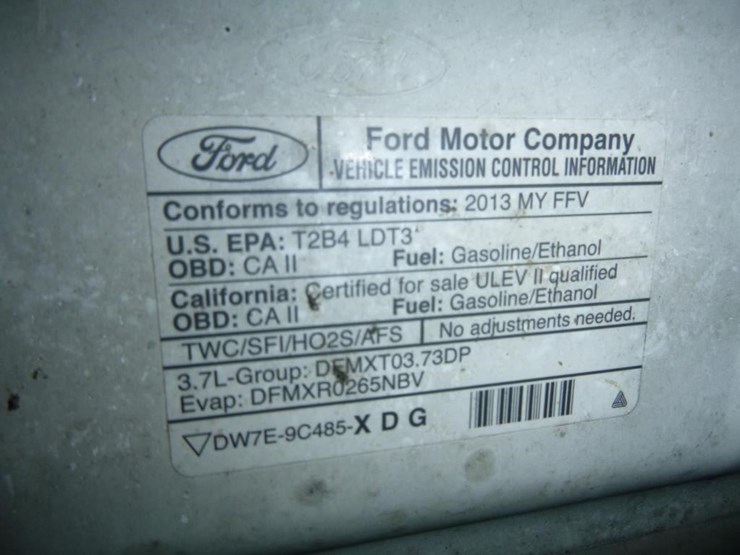 Ford
Ford Motor Company
VEHICLE EMISSION CONTROL INFORMATION
Conforms to regulations: 2013 MY FFV
U.S. EPA: T2B4 LDT3
OBD: CA II Fuel: Gasoline/Ethanol
California: Certified for sale ULEV II qualified
OBD: CA II Fuel: Gasoline/Ethanol
TWC/SFI/HO2S/AFS No adjustments needed.
3.7L-Group: DFMXT03.73DP
Evap: DFMXR0265NBV
DW7E-9C485-X D G